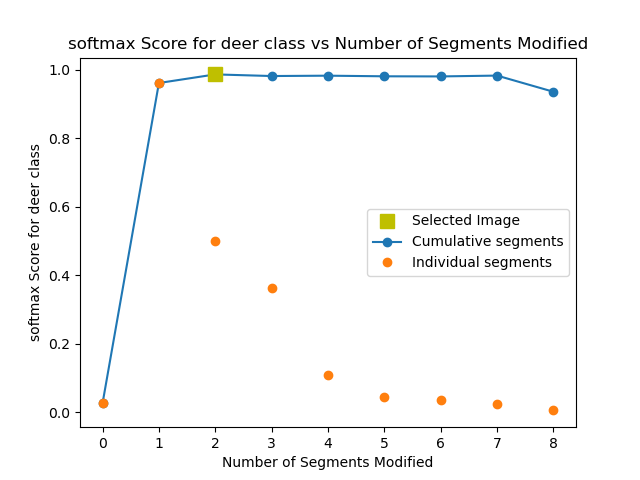 softmax Score for deer class vs Number of Segments Modified
softmax Score for deer class
1.0
0.8
0.6
0.4
0.2
0.0
Selected Image
Cumulative segments
Individual segments
0 1 2 3 4 5 6 7 8
Number of Segments Modified